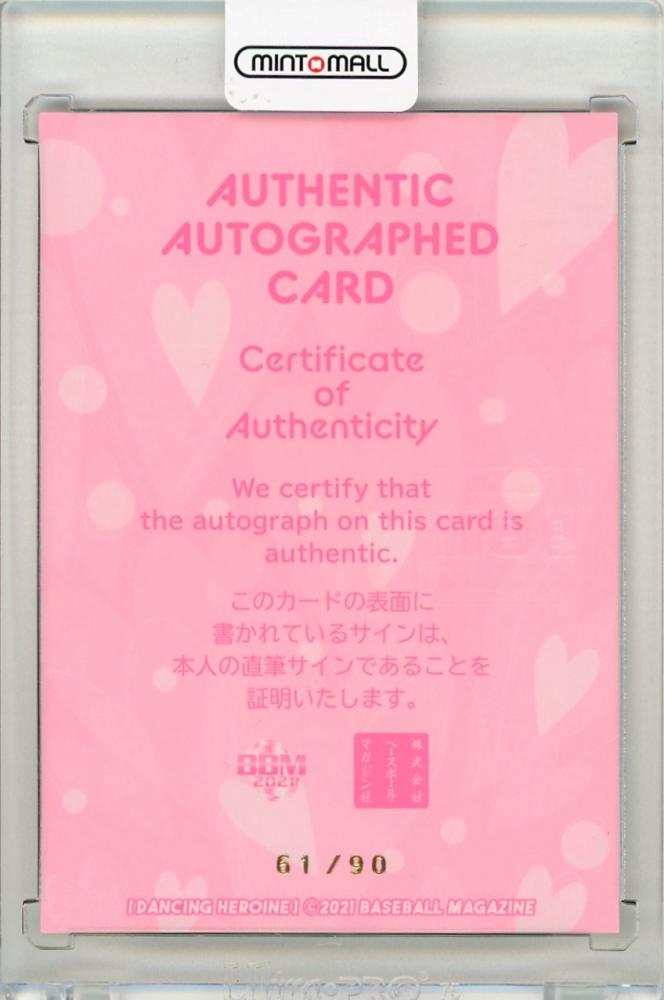 MINTMALL
AUTHENTIC
AUTOGRAPHED
CARD
Certificate
of
Authenticity
We certify that
the autograph on this card is
authentic.
このカードの表面に
書かれているサインは、
本人の直筆サインであることを
証明いたします。
BBM
2021
株式会社
ベースボール・
マガジン社
61/90
[DANCING HEROINE] ©2021 BASEBALL MAGAZINE